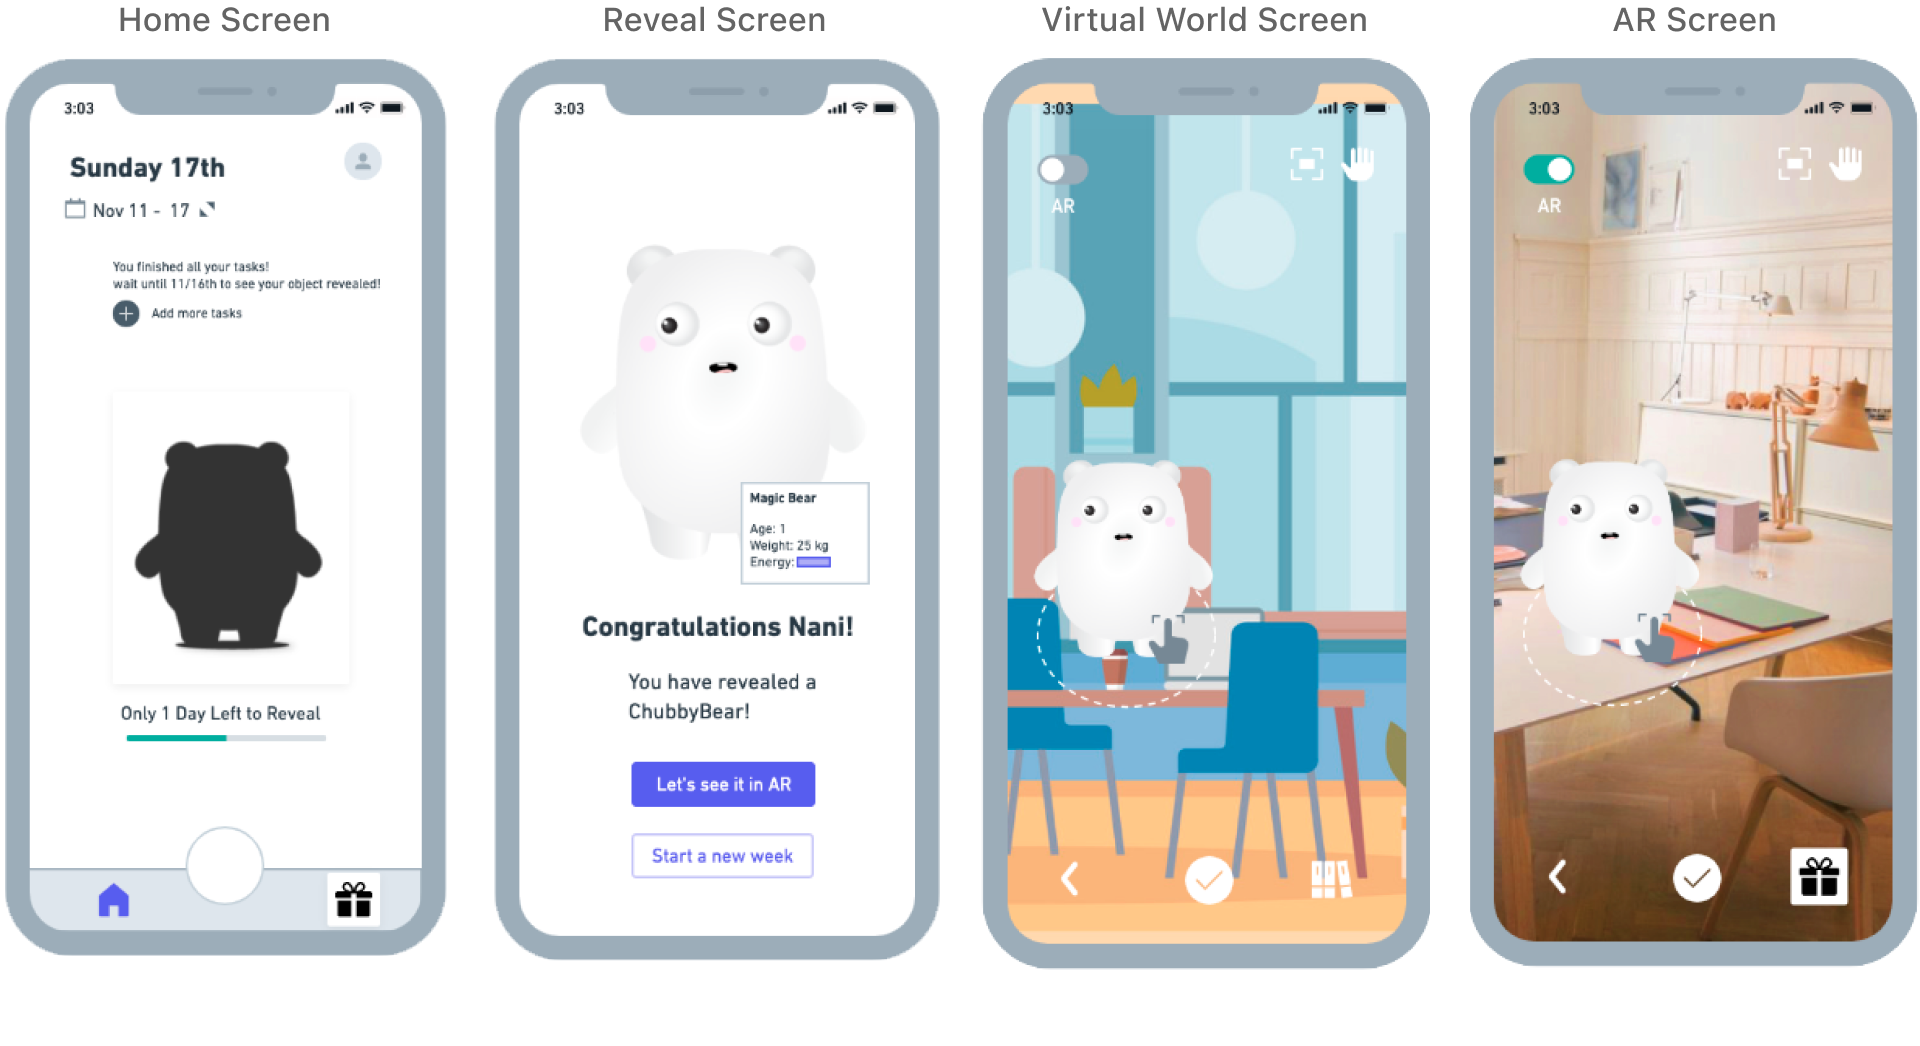 Home Screen
3:03
Sunday 17th
Nov 11 - 17
You finished all your tasks!
wait until 11/16th to see your object revealed!
Add more tasks
Only 1 Day Left to Reveal
Reveal Screen
3:03
Magic Bear
Age: 1
Weight: 25 kg
Energy:
Congratulations Nani!
You have revealed a
ChubbyBear!
Let's see it in AR
Start a new week
Virtual World Screen
3:03
AR
AR Screen
3:03
AR